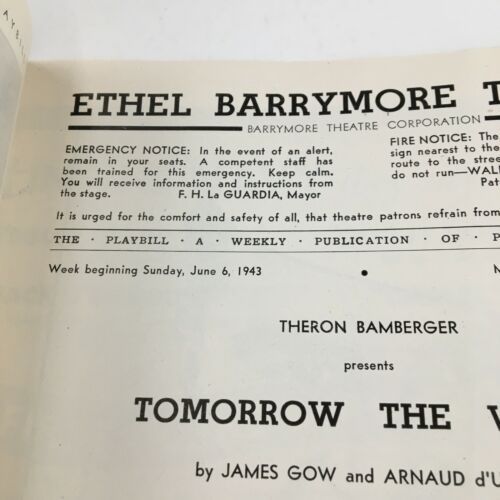 ETHEL BARRYMORE
BARRYMORE THEATRE CORPORATION
EMERGENCY NOTICE: In the event of an alert,
remain in your seats. A competent staff has
been trained for this emergency. Keep calm.
You will receive information and instructions from
the stage. F. H. La GUARDIA, Mayor
FIRE NOTICE: The
sign nearest to the
route to the stree
do not run—WAL
Pat
It is urged for the comfort and safety of all, that theatre patrons refrain from
THE · PLAYBILL · A · WEEKLY · PUBLICATION · OF · P
Week beginning Sunday, June 6, 1943 • N
THERON BAMBERGER
presents
TOMORROW THE
by JAMES GOW and ARNAUD d'U